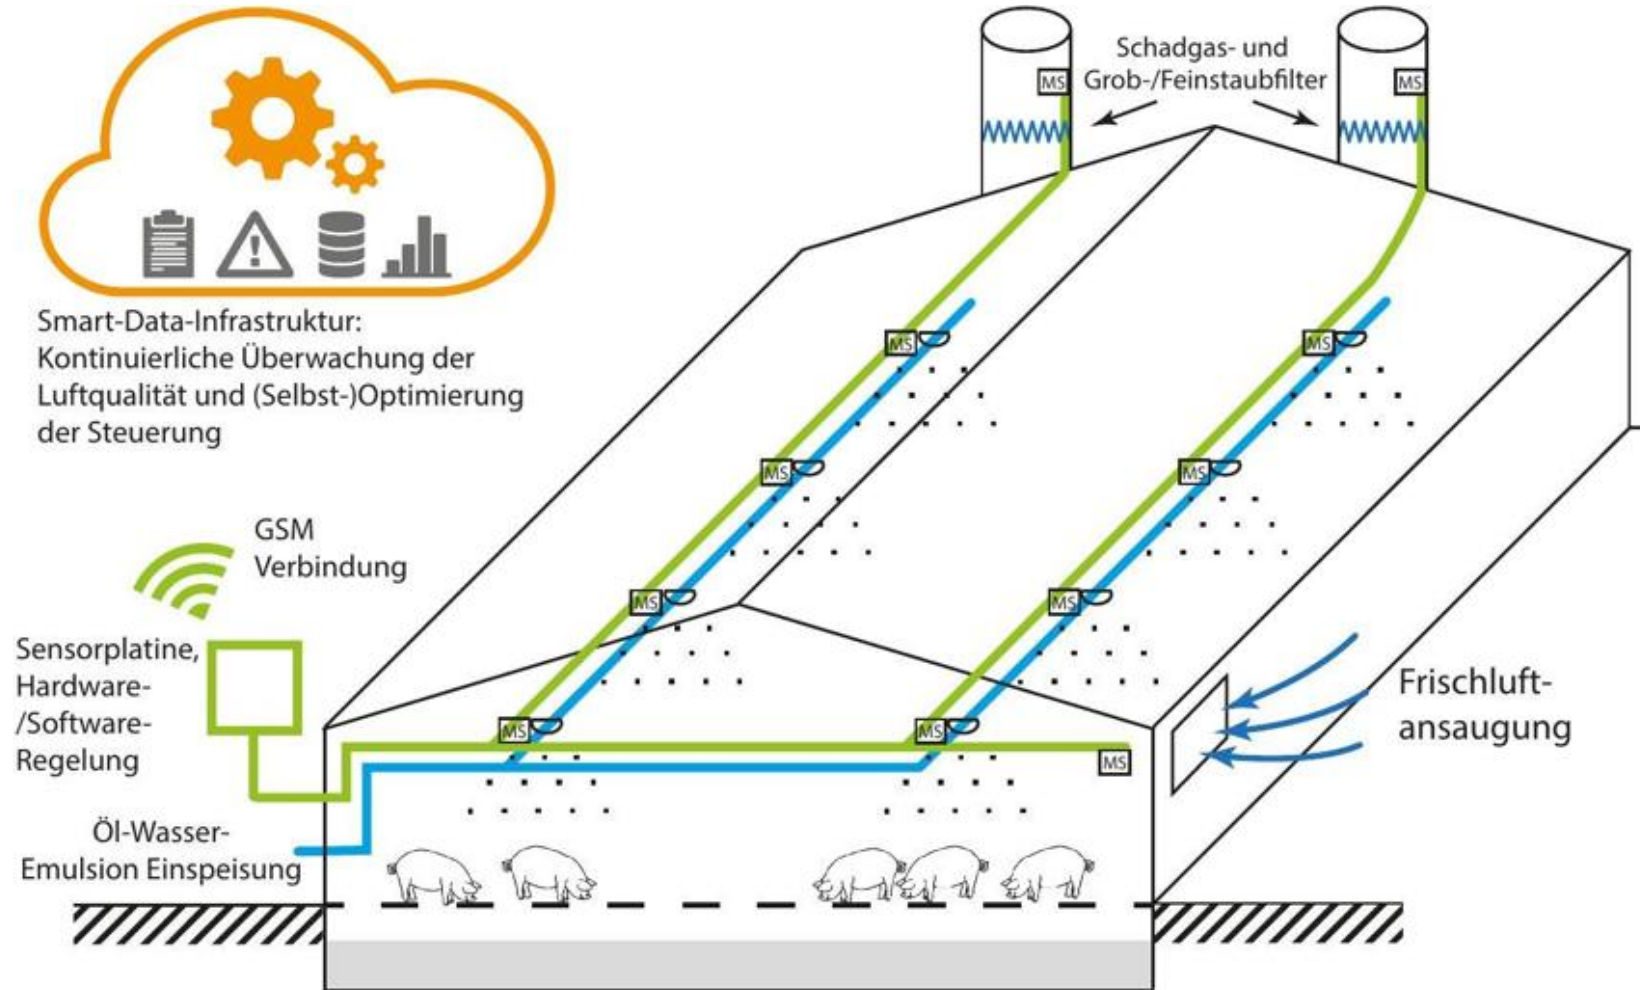 Schadgas- und
Grob-/Feinstaubfilter
MS
MS
Smart-Data-Infrastruktur:
Kontinuierliche Überwachung der
Luftqualität und (Selbst-)Optimierung
der Steuerung
MS
MS
MS
MS
GSM
Verbindung
MS
MS
Sensorplatine,
Hardware-
/Software-
Regelung
Frischluft-
ansaugung
MS
MS
MS
Öl-Wasser-
Emulsion Einspeisung